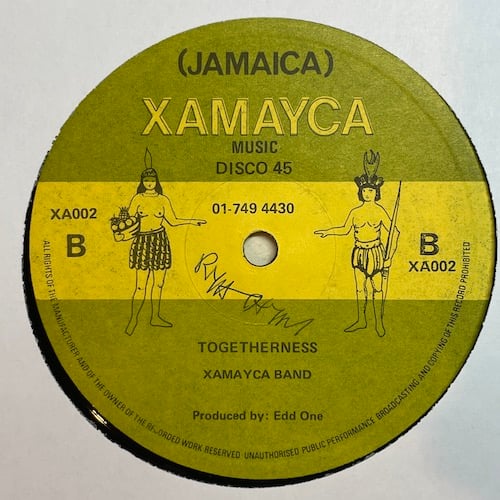 (JAMAICA)
XAMAYCA
MUSIC
DISCO 45
XA002
01-749 4430
B
B
XA002
TOGETHERNESS
XAMAYCA BAND
Produced by: Edd One
ALL RIGHTS OF THE MANUFACTURER AND OF THE OWNER OF THE RECORDED WORK RESERVED UNAUTHORISED PUBLIC PERFORMANCE BROADCASTING AND COPYING OF THIS RECORD PROHIBITED